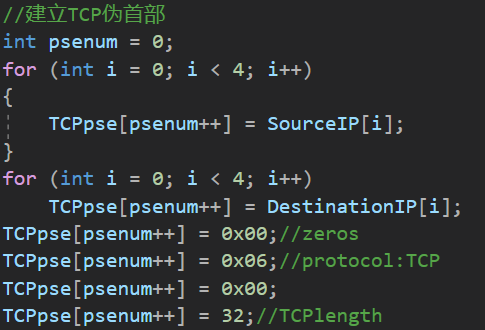 //建立TCP伪首部
int psenum = 0;
for (int i = 0; i < 4; i++)
{
    TCPpse[psenum++] = SourceIP[i];
}
for (int i = 0; i < 4; i++)
    TCPpse[psenum++] = DestinationIP[i];
TCPpse[psenum++] = 0x00;//zeros
TCPpse[psenum++] = 0x06;//protocol:TCP
TCPpse[psenum++] = 0x00;
TCPpse[psenum++] = 32;//TCPlength